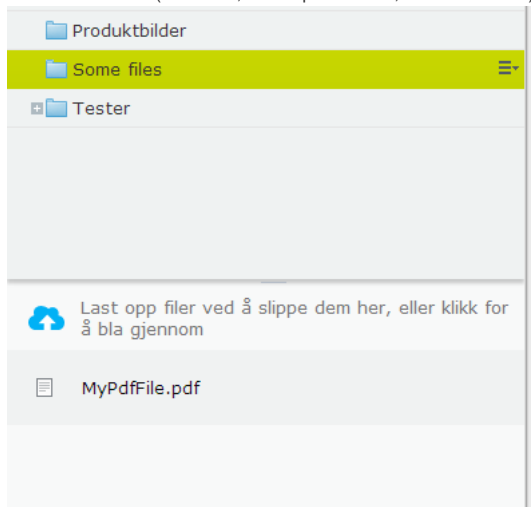 Produktbilder
Some files
Tester
Last opp filer ved å slippe dem her, eller klikk for
å bla gjennom
MyPdfFile.pdf